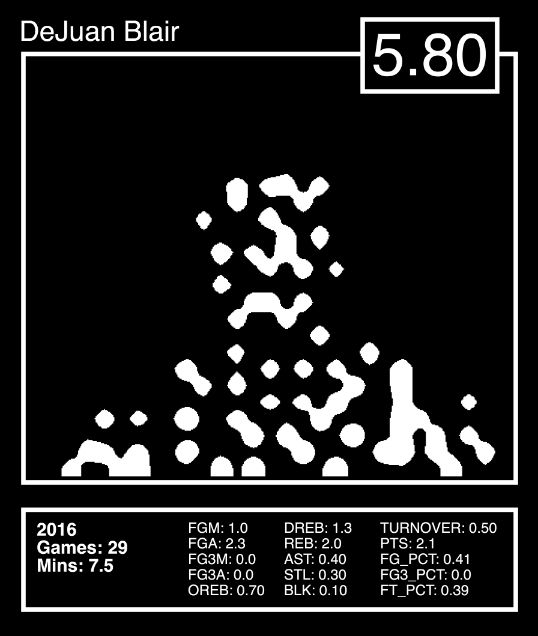 DeJuan Blair
5.80
2016
Games: 29
Mins: 7.5
FGM: 1.0
FGA: 2.3
FG3M: 0.0
FG3A: 0.0
OREB: 0.70
DREB: 1.3
REB: 2.0
AST: 0.40
STL: 0.30
BLK: 0.10
TURNOVER: 0.50
PTS: 2.1
FG_PCT: 0.41
FG3_PCT: 0.0
FT_PCT: 0.39